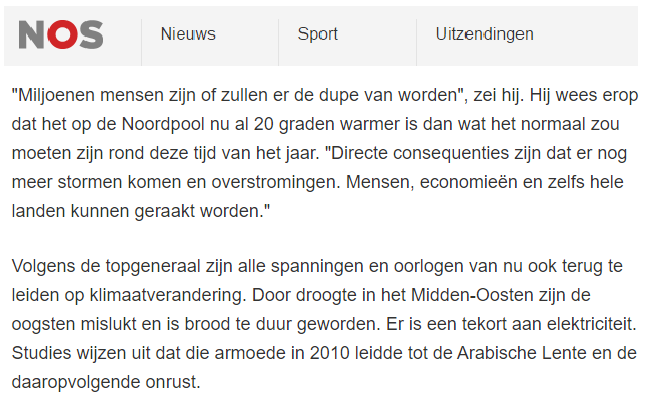 NOS Nieuws Sport Uitzendingen
"Miljoenen mensen zijn of zullen er de dupe van worden", zei hij. Hij wees erop
dat het op de Noordpool nu al 20 graden warmer is dan wat het normaal zou
moeten zijn rond deze tijd van het jaar. "Directe consequenties zijn dat er nog
meer stormen komen en overstromingen. Mensen, economieën en zelfs hele
landen kunnen geraakt worden."
Volgens de topgeneraal zijn alle spanningen en oorlogen van nu ook terug te
leiden op klimaatverandering. Door droogte in het Midden-Oosten zijn de
oogsten mislukt en is brood te duur geworden. Er is een tekort aan elektriciteit.
Studies wijzen uit dat die armoede in 2010 leidde tot de Arabische Lente en de
daaropvolgende onrust.